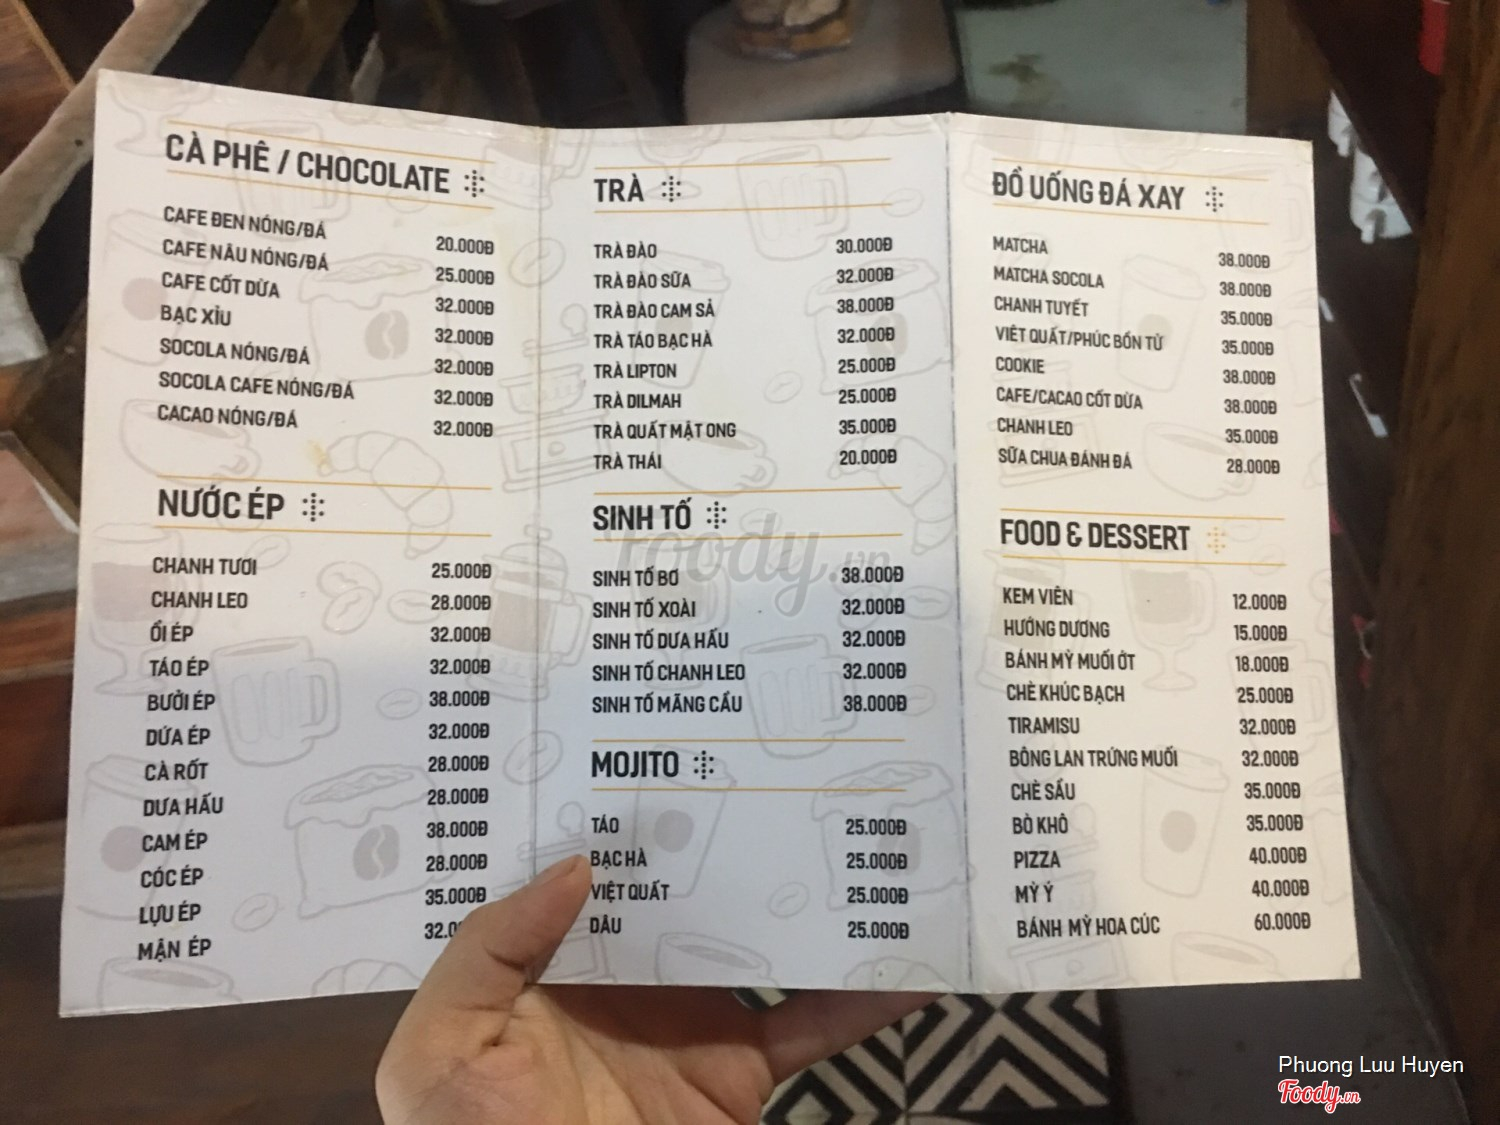 CÀ PHÊ / CHOCOLATE
CAFE ĐEN NÓNG/ĐÁ 20.000Đ
CAFE NÂU NÓNG/ĐÁ 25.000Đ
CAFE CỐT DỪA 32.000Đ
BẠC XỈU 32.000Đ
SOCOLA NÓNG/ĐÁ 32.000Đ
SOCOLA CAFE NÓNG/ĐÁ 32.000Đ
CACAO NÓNG/ĐÁ 32.000Đ
NƯỚC ÉP
CHANH TƯƠI 25.000Đ
CHANH LEO 28.000Đ
ỔI ÉP 32.000Đ
TÁO ÉP 32.000Đ
BƯỞI ÉP 38.000Đ
DỨA ÉP 32.000Đ
CÀ RỐT 28.000Đ
DƯA HẤU 28.000Đ
CAM ÉP 38.000Đ
CÓC ÉP 28.000Đ
LỰU ÉP 35.000Đ
MẬN ÉP 32.0
TRÀ
TRÀ ĐÀO 30.000Đ
TRÀ ĐÀO SỮA 32.000Đ
TRÀ ĐÀO CAM SẢ 38.000Đ
TRÀ TÁO BẠC HÀ 32.000Đ
TRÀ LIPTON 25.000Đ
TRÀ DILMAH 25.000Đ
TRÀ QUẤT MẬT ONG 35.000Đ
TRÀ THÁI 20.000Đ
SINH TỐ
SINH TỐ BƠ 38.000Đ
SINH TỐ XOÀI 32.000Đ
SINH TỐ DƯA HẤU 32.000Đ
SINH TỐ CHANH LEO 32.000Đ
SINH TỐ MÃNG CẦU 38.000Đ
MOJITO
TÁO 25.000Đ
BẠC HÀ 25.000Đ
VIỆT QUẤT 25.000Đ
DÂU 25.000Đ
ĐỒ UỐNG ĐÁ XAY
MATCHA 38.000Đ
MATCHA SOCOLA 38.000Đ
CHANH TUYẾT 35.000Đ
VIỆT QUẤT/PHÚC BỒN TỬ 35.000Đ
COOKIE 38.000Đ
CAFE/CACAO CỐT DỪA 38.000Đ
CHANH LEO 35.000Đ
SỮA CHUA ĐÁNH ĐÁ 28.000Đ
FOOD & DESSERT
KEM VIÊN 12.000Đ
HƯỚNG DƯƠNG 15.000Đ
BÁNH MỲ MUỐI ỚT 18.000Đ
CHÈ KHÚC BẠCH 25.000Đ
TIRAMISU 32.000Đ
BÔNG LAN TRỨNG MUỐI 32.000Đ
CHÈ SẦU 35.000Đ
BÒ KHÔ 35.000Đ
PIZZA 40.000Đ
MỲ Ý 40.000Đ
BÁNH MỲ HOA CÚC 60.000Đ
Foody.vn
Phuong Luu Huyen
Foody.vn